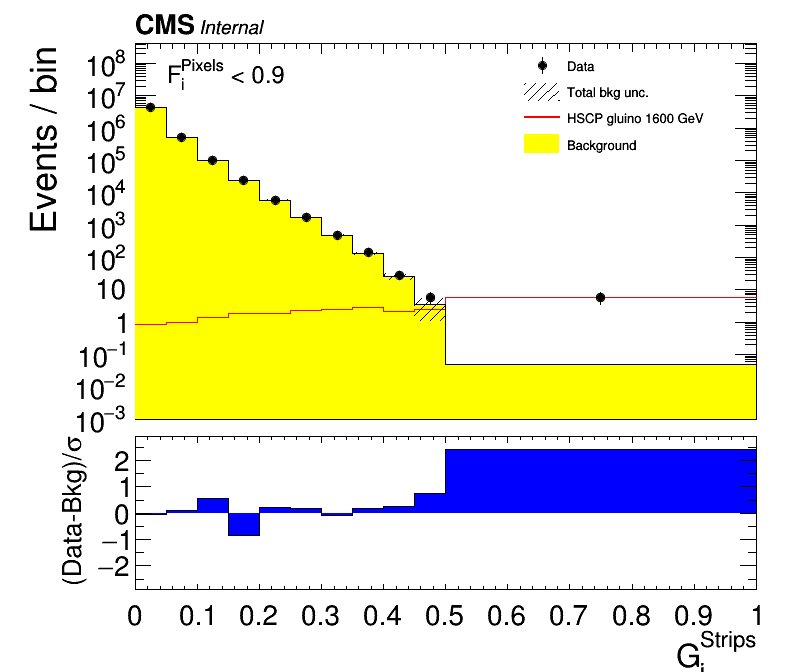 CMS Internal
F_i^Pixels < 0.9
Data
Total bkg unc.
HSCP gluino 1600 GeV
Background
Events / bin
10^8
10^7
10^6
10^5
10^4
10^3
10^2
10
1
10^−1
10^−2
10^−3
(Data-Bkg)/σ
2
1
0
−1
−2
0 0.1 0.2 0.3 0.4 0.5 0.6 0.7 0.8 0.9 1
G_i^Strips